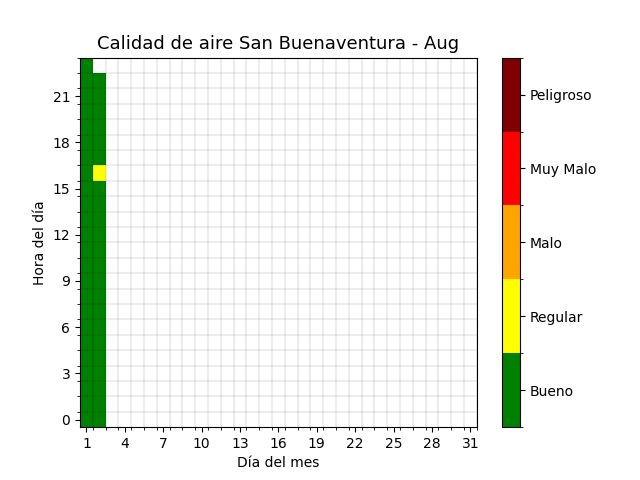 Calidad de aire San Buenaventura - Aug
Hora del día
21
18
15
12
9
6
3
0
1 4 7 10 13 16 19 22 25 28 31
Día del mes
Peligroso
Muy Malo
Malo
Regular
Bueno